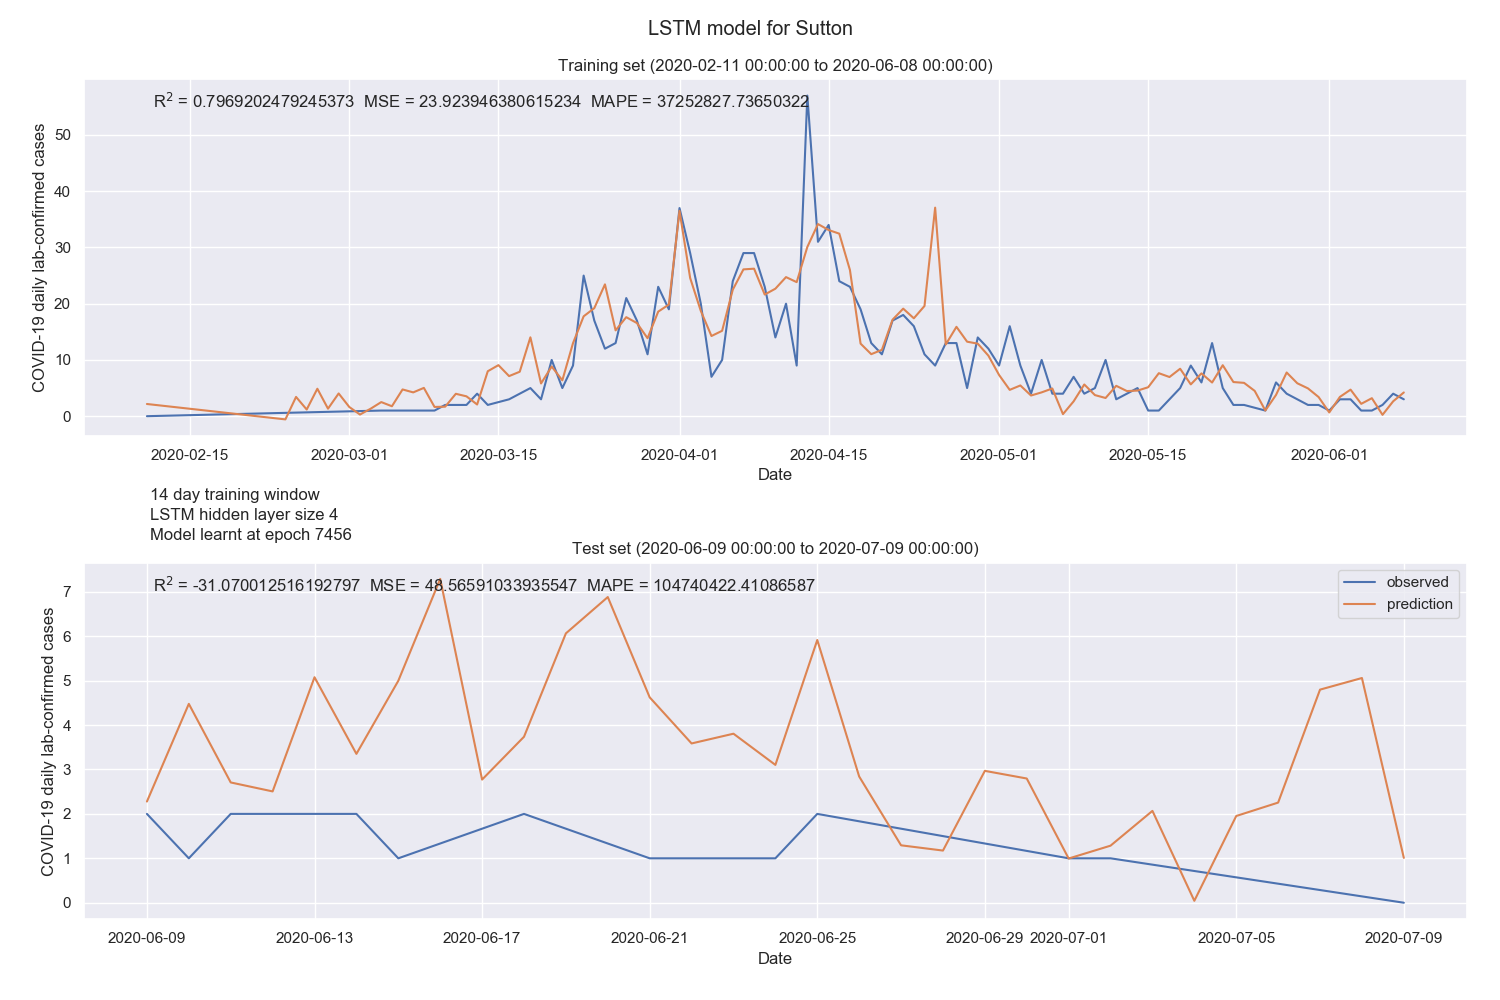 LSTM model for Sutton
Training set (2020-02-11 00:00:00 to 2020-06-08 00:00:00)
R² = 0.7969202479245373 MSE = 23.923946380615234 MAPE = 37252827.73650322
COVID-19 daily lab-confirmed cases
50
40
30
20
10
0
2020-02-15 2020-03-01 2020-03-15 2020-04-01 2020-04-15 2020-05-01 2020-05-15 2020-06-01
Date
14 day training window
LSTM hidden layer size 4
Model learnt at epoch 7456
Test set (2020-06-09 00:00:00 to 2020-07-09 00:00:00)
R² = -31.070012516192797 MSE = 48.56591033935547 MAPE = 104740422.41086587
observed
prediction
COVID-19 daily lab-confirmed cases
7
6
5
4
3
2
1
0
2020-06-09 2020-06-13 2020-06-17 2020-06-21 2020-06-25 2020-06-29 2020-07-01 2020-07-05 2020-07-09
Date